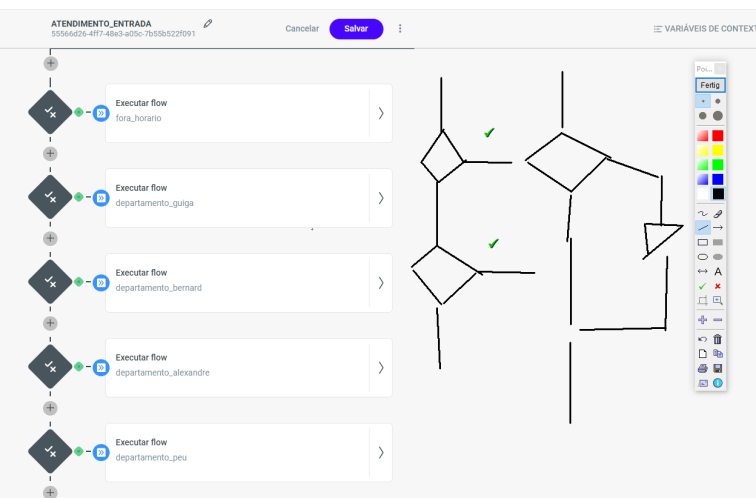 ATENDIMENTO_ENTRADA
55566d26-4ff7-48e3-a05c-7b55b522f091
Cancelar
Salvar
VARIÁVEIS DE CONTEXT
Executar flow
fora_horario
Executar flow
departamento_guiga
Executar flow
departamento_bernard
Executar flow
departamento_alexandre
Executar flow
departamento_peu
Poi...
Fertig
A